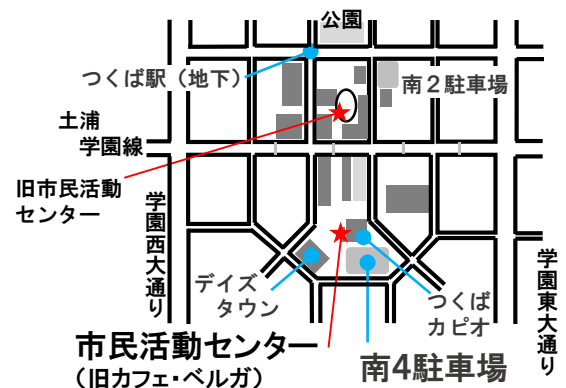 公園
つくば駅（地下）
南２駐車場
土浦
学園線
旧市民活動
センター
学園西大通り
学園東大通り
デイズ
タウン
つくば
カピオ
市民活動センター
（旧カフェ・ベルガ）
南4駐車場